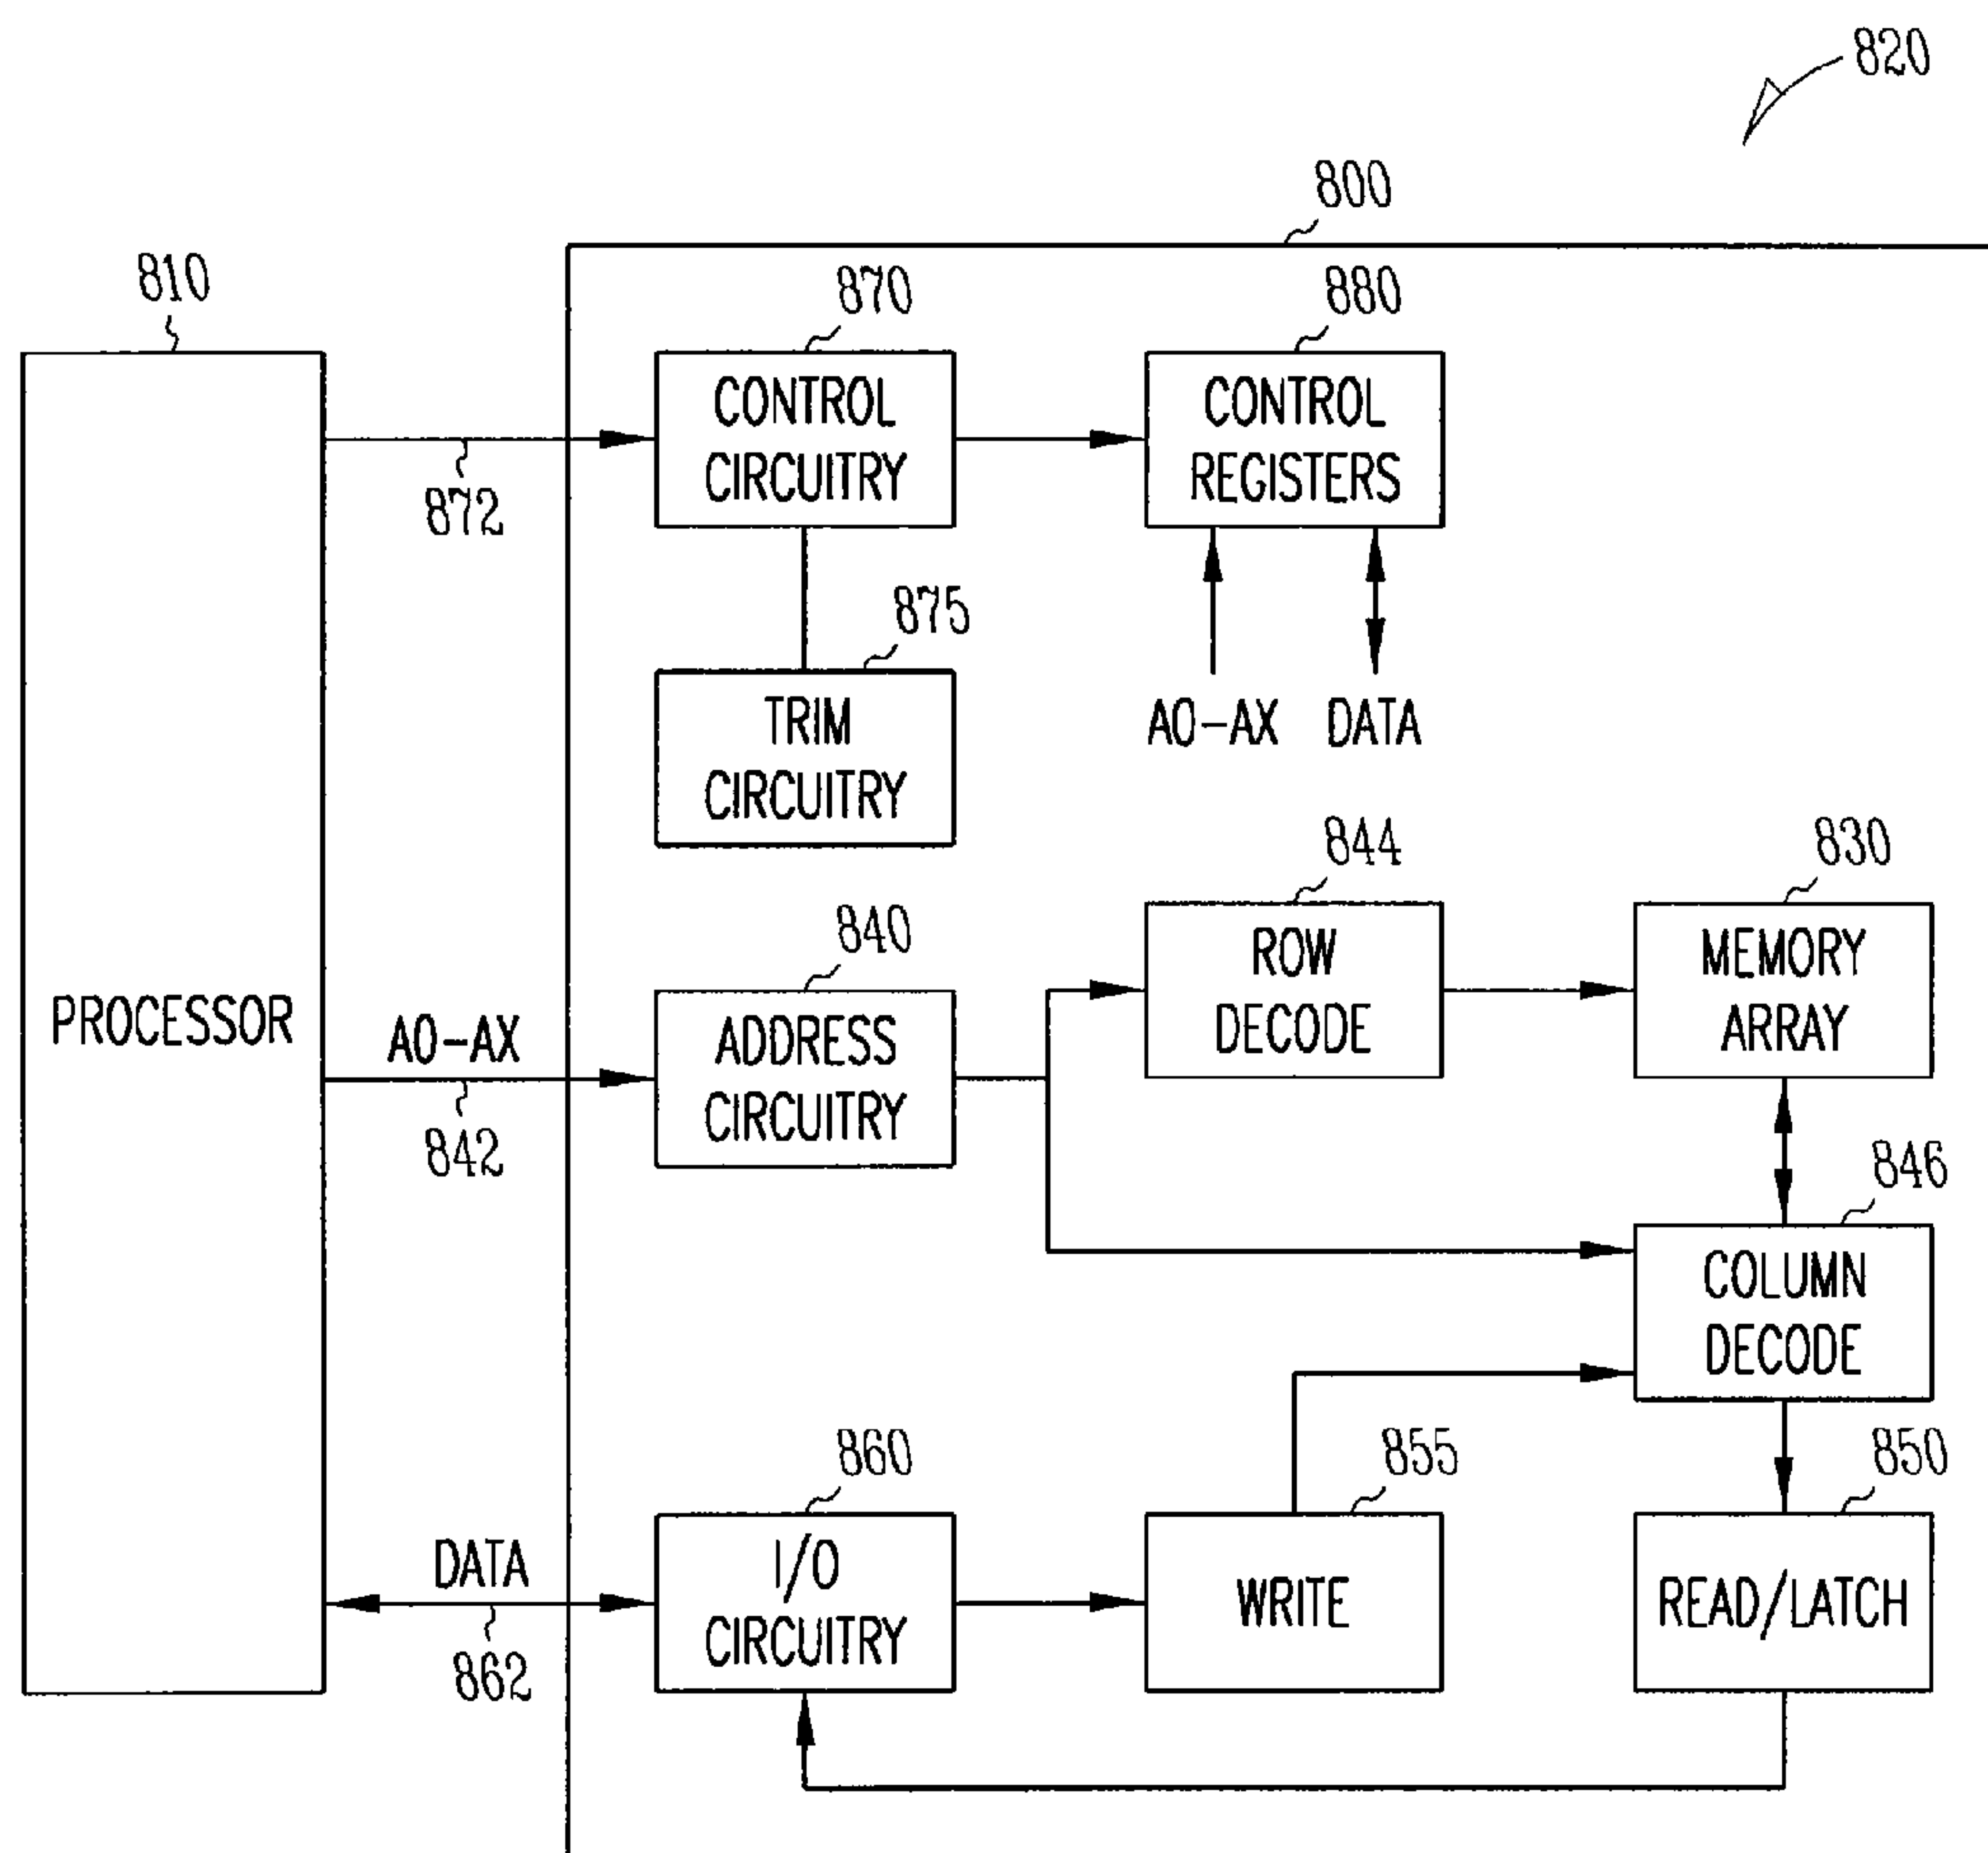 820
800
810
870
880
CONTROL
CIRCUITRY
CONTROL
REGISTERS
872
875
TRIM
CIRCUITRY
A0-AX
DATA
844
830
840
ROW
DECODE
MEMORY
ARRAY
PROCESSOR
A0-AX
ADDRESS
CIRCUITRY
842
846
COLUMN
DECODE
860
855
850
DATA
I/O
CIRCUITRY
WRITE
READ/LATCH
862